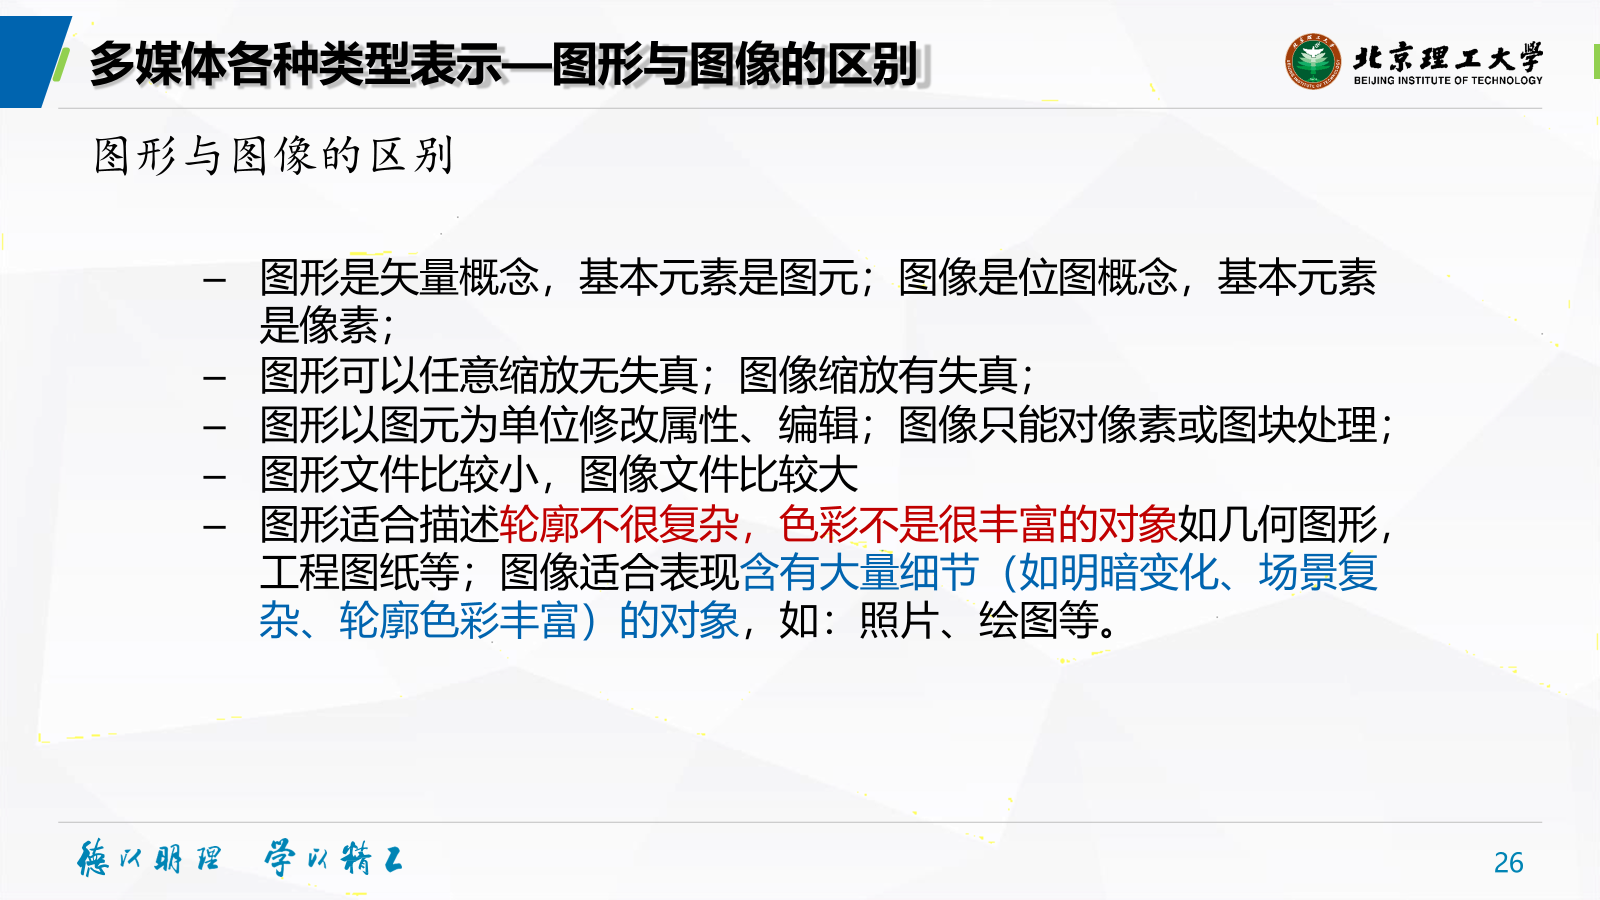 多媒体各种类型表示—图形与图像的区别
北京理工大学
BEIJING INSTITUTE OF TECHNOLOGY
图形与图像的区别
– 图形是矢量概念，基本元素是图元；图像是位图概念，基本元素
是像素；
– 图形可以任意缩放无失真；图像缩放有失真；
– 图形以图元为单位修改属性、编辑；图像只能对像素或图块处理；
– 图形文件比较小，图像文件比较大
– 图形适合描述轮廓不很复杂，色彩不是很丰富的对象如几何图形，
工程图纸等；图像适合表现含有大量细节（如明暗变化、场景复
杂、轮廓色彩丰富）的对象，如：照片、绘图等。
德以明理 学以精工
26